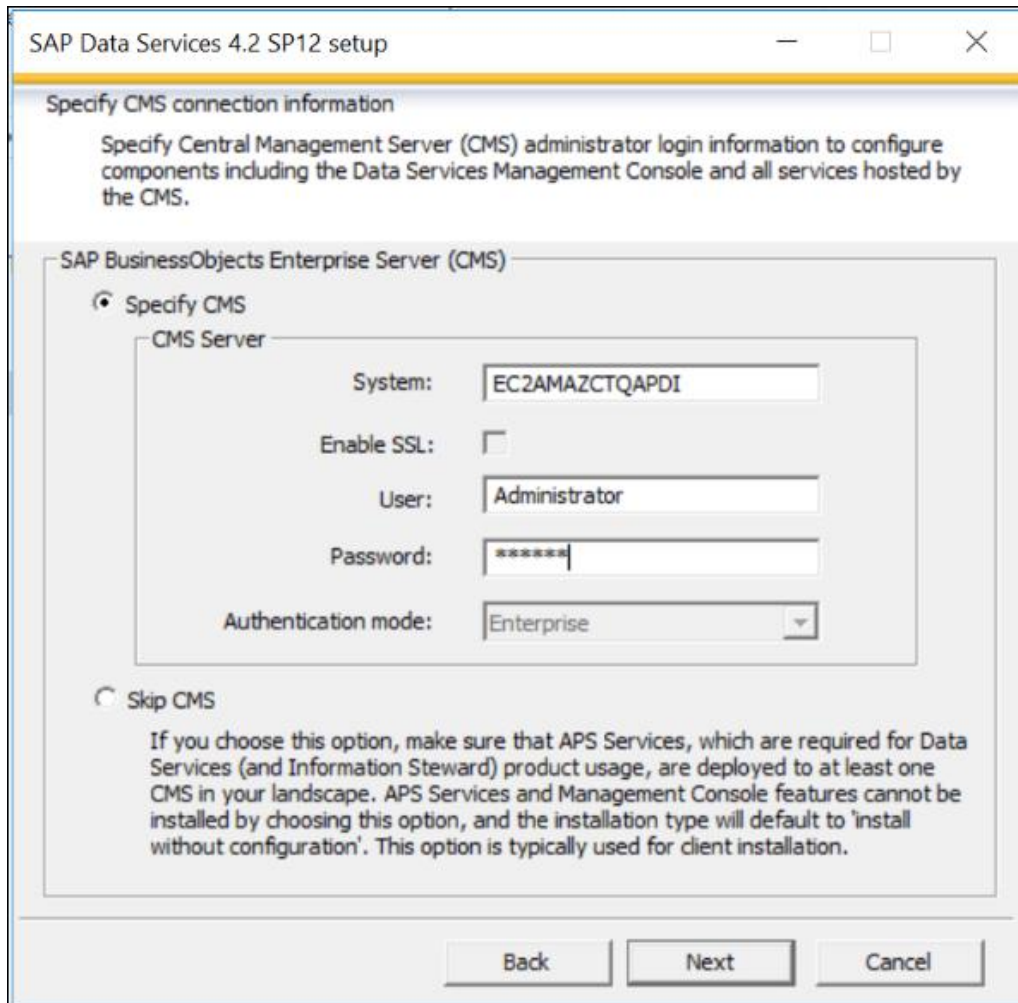 SAP Data Services 4.2 SP12 setup
Specify CMS connection information
Specify Central Management Server (CMS) administrator login information to configure
components including the Data Services Management Console and all services hosted by
the CMS.
SAP BusinessObjects Enterprise Server (CMS)
Specify CMS
CMS Server
System: EC2AMAZCTQAPDI
Enable SSL:
User: Administrator
Password: ******
Authentication mode: Enterprise
Skip CMS
If you choose this option, make sure that APS Services, which are required for Data
Services (and Information Steward) product usage, are deployed to at least one
CMS in your landscape. APS Services and Management Console features cannot be
installed by choosing this option, and the installation type will default to 'install
without configuration'. This option is typically used for client installation.
Back Next Cancel